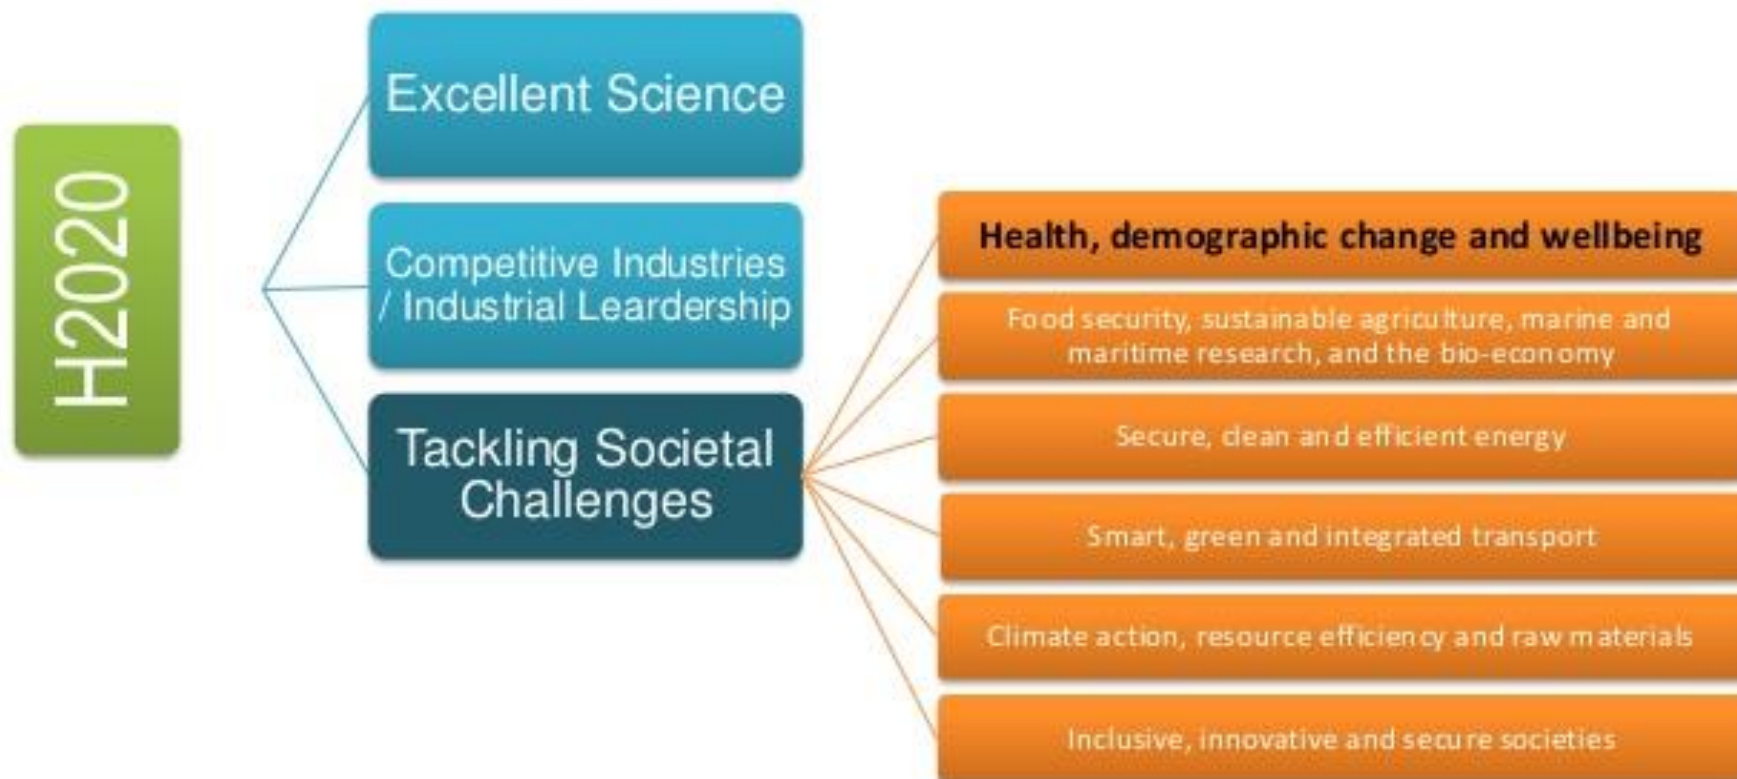 H2020
Excellent Science
Competitive Industries
/ Industrial Leardership
Tackling Societal
Challenges
Health, demographic change and wellbeing
Food security, sustainable agriculture, marine and
maritime research, and the bio-economy
Secure, clean and efficient energy
Smart, green and integrated transport
Climate action, resource efficiency and raw materials
Inclusive, innovative and secure societies